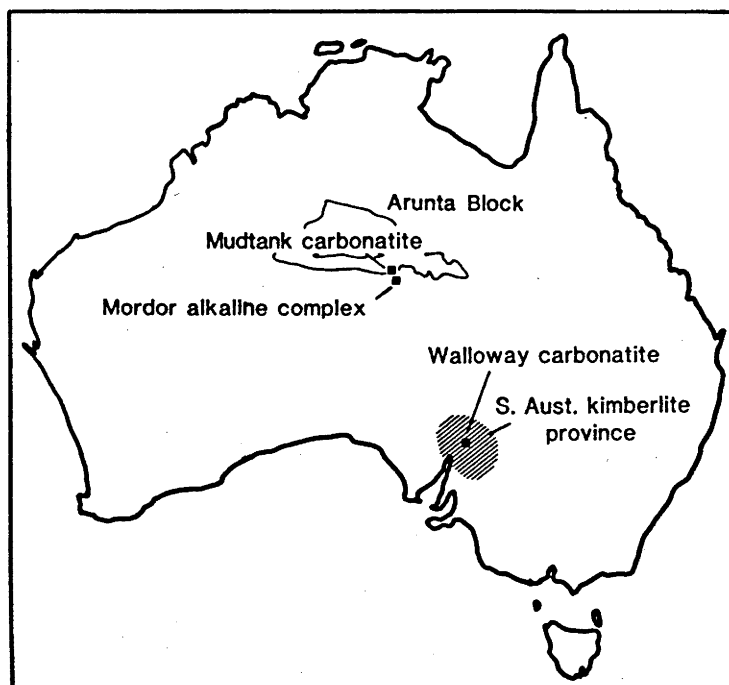 Arunta Block
Mudtank carbonatite
Mordor alkaline complex
Walloway carbonatite
S. Aust. kimberlite
province